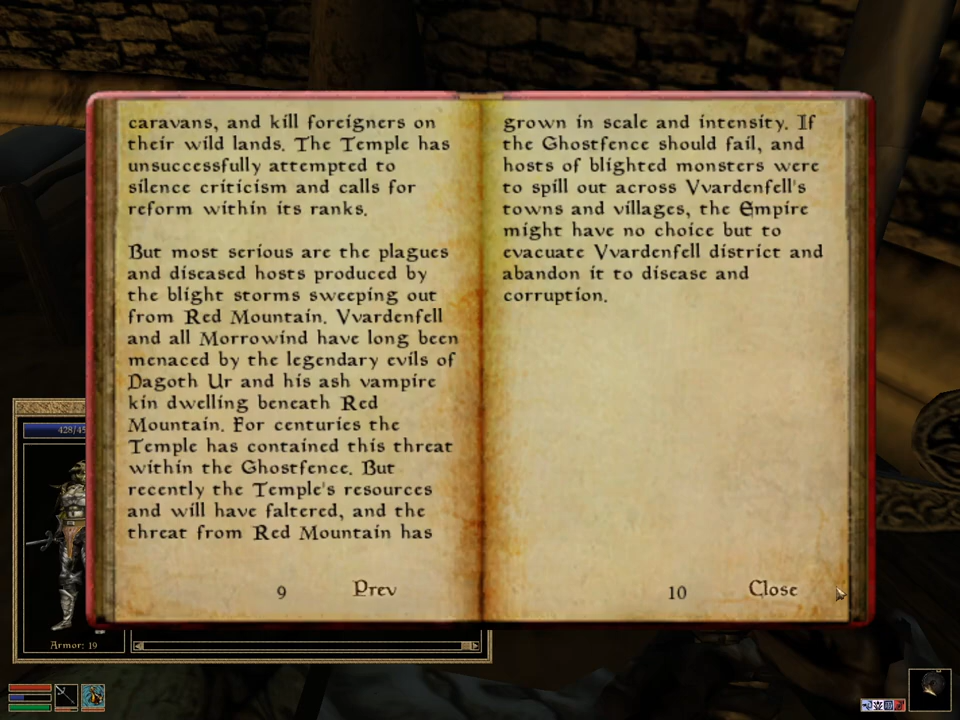 caravans, and kill foreigners on
their wild lands. The Temple has
unsuccessfully attempted to
silence criticism and calls for
reform within its ranks.
But most serious are the plagues
and diseased hosts produced by
the blight storms sweeping out
from Red Mountain. Vvardenfell
and all Morrowind have long been
menaced by the legendary evils of
Dagoth Ur and his ash vampire
kin dwelling beneath Red
Mountain. For centuries the
Temple has contained this threat
within the Ghostfence. But
recently the Temple's resources
and will have faltered, and the
threat from Red Mountain has
9
Prev
grown in scale and intensity. If
the Ghostfence should fail, and
hosts of blighted monsters were
to spill out across Vvardenfell's
towns and villages, the Empire
might have no choice but to
evacuate Vvardenfell district and
abandon it to disease and
corruption.
10
Close
Armor: 19